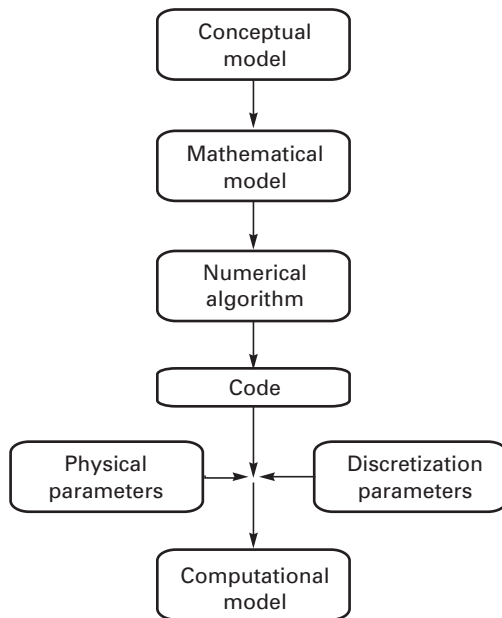 Conceptual
model
Mathematical
model
Numerical
algorithm
Code
Physical
parameters
Discretization
parameters
Computational
model